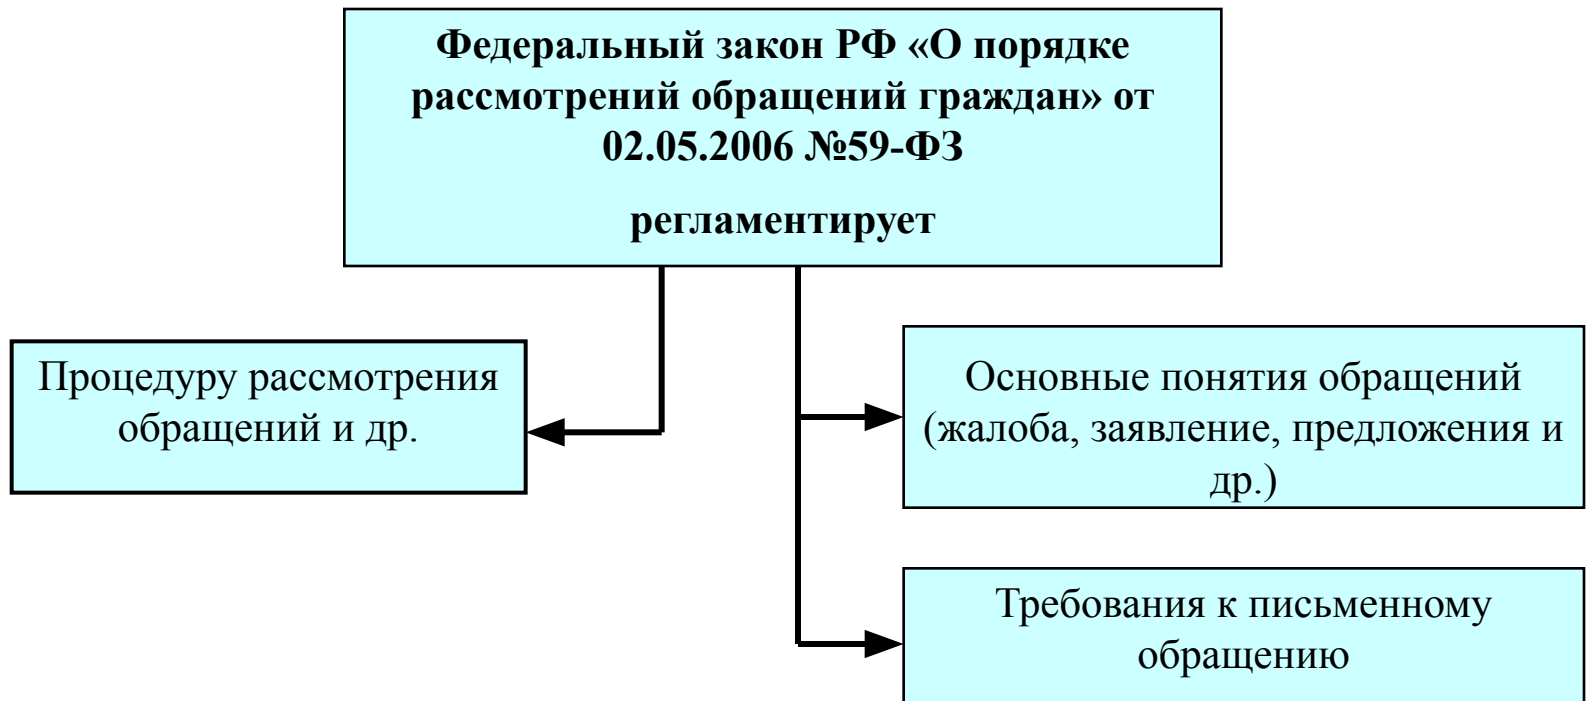 Федеральный закон РФ «О порядке
рассмотрений обращений граждан» от
02.05.2006 №59-ФЗ
регламентирует
Процедуру рассмотрения
обращений и др.
Основные понятия обращений
(жалоба, заявление, предложения и
др.)
Требования к письменному
обращению